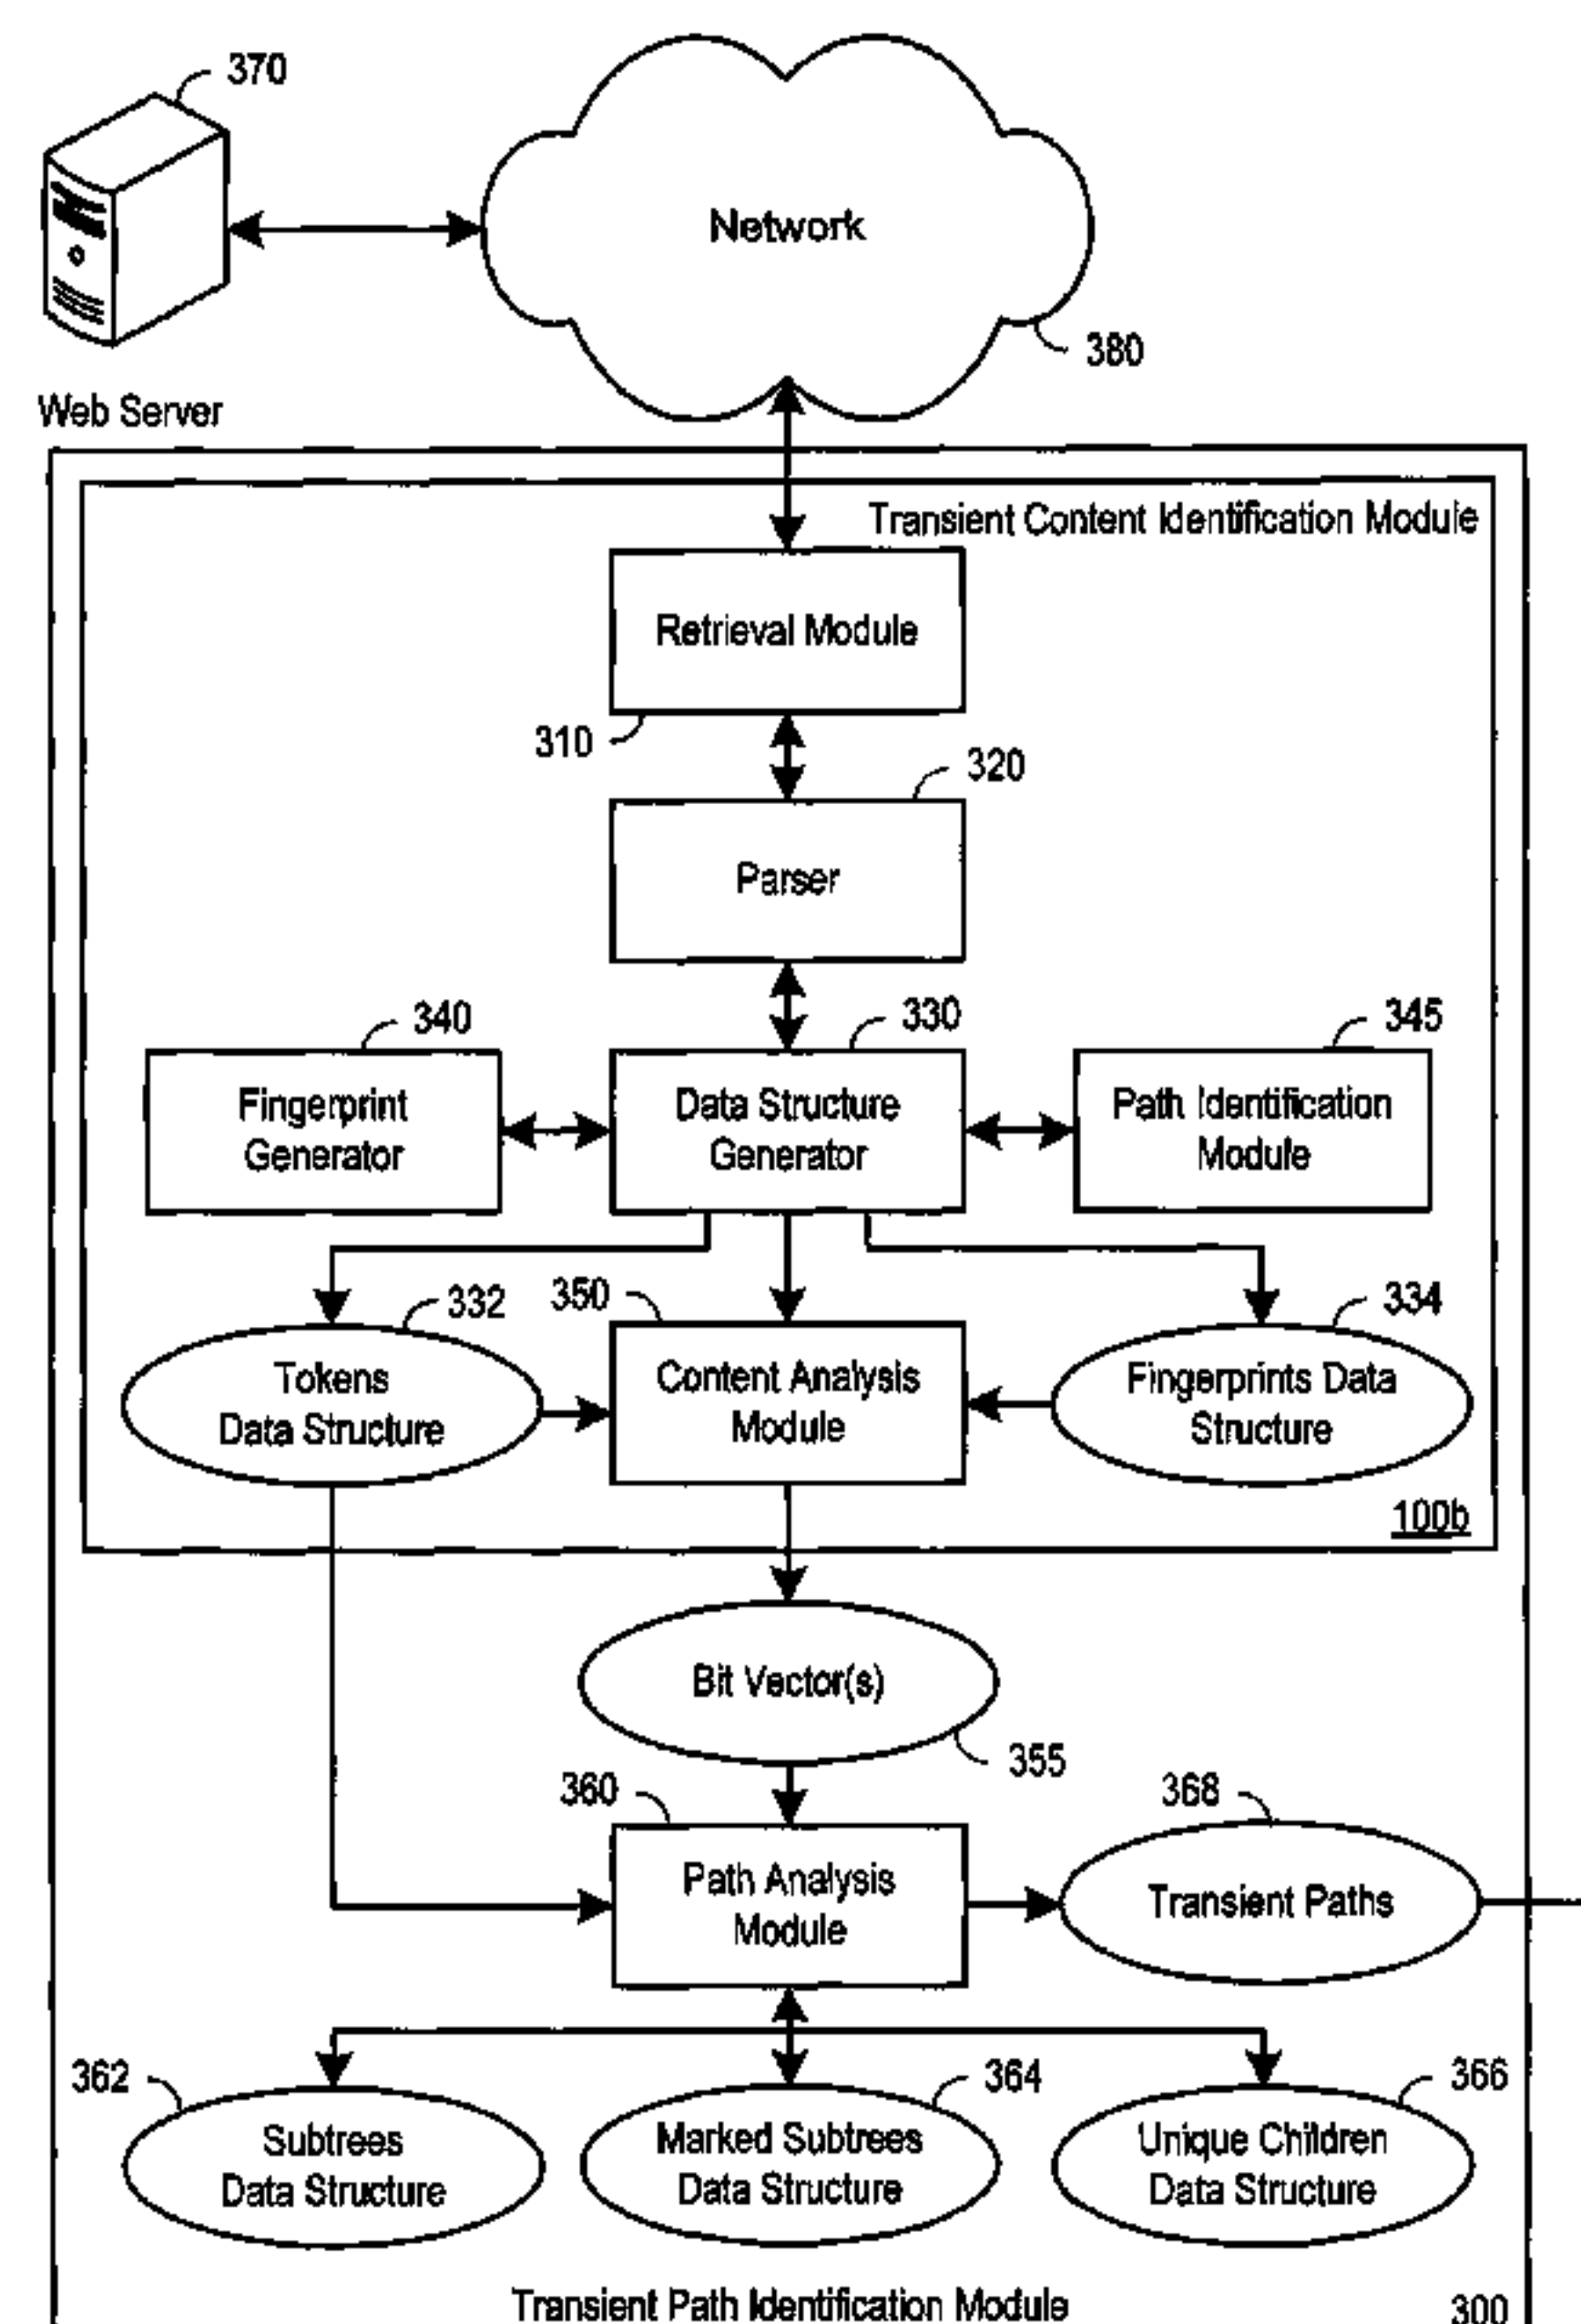 370
Network
380
Web Server
Transient Content Identification Module
Retrieval Module
310
320
Parser
340
330
345
Fingerprint
Generator
Data Structure
Generator
Path Identification
Module
332
350
334
Tokens
Data Structure
Content Analysis
Module
Fingerprints Data
Structure
100b
Bit Vector(s)
355
360
368
Path Analysis
Module
Transient Paths
362
364
366
Subtrees
Data Structure
Marked Subtrees
Data Structure
Unique Children
Data Structure
Transient Path Identification Module
300